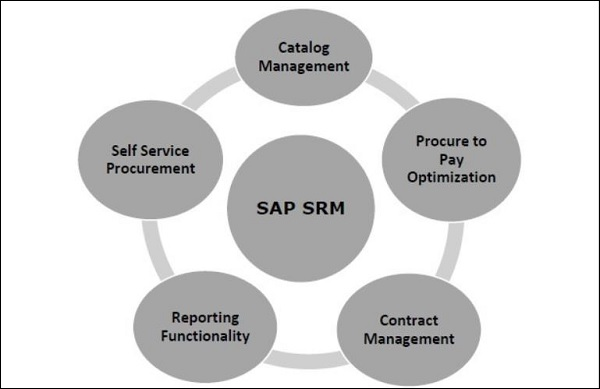 Catalog
Management
Procure to
Pay
Optimization
Contract
Management
Reporting
Functionality
Self Service
Procurement
SAP SRM